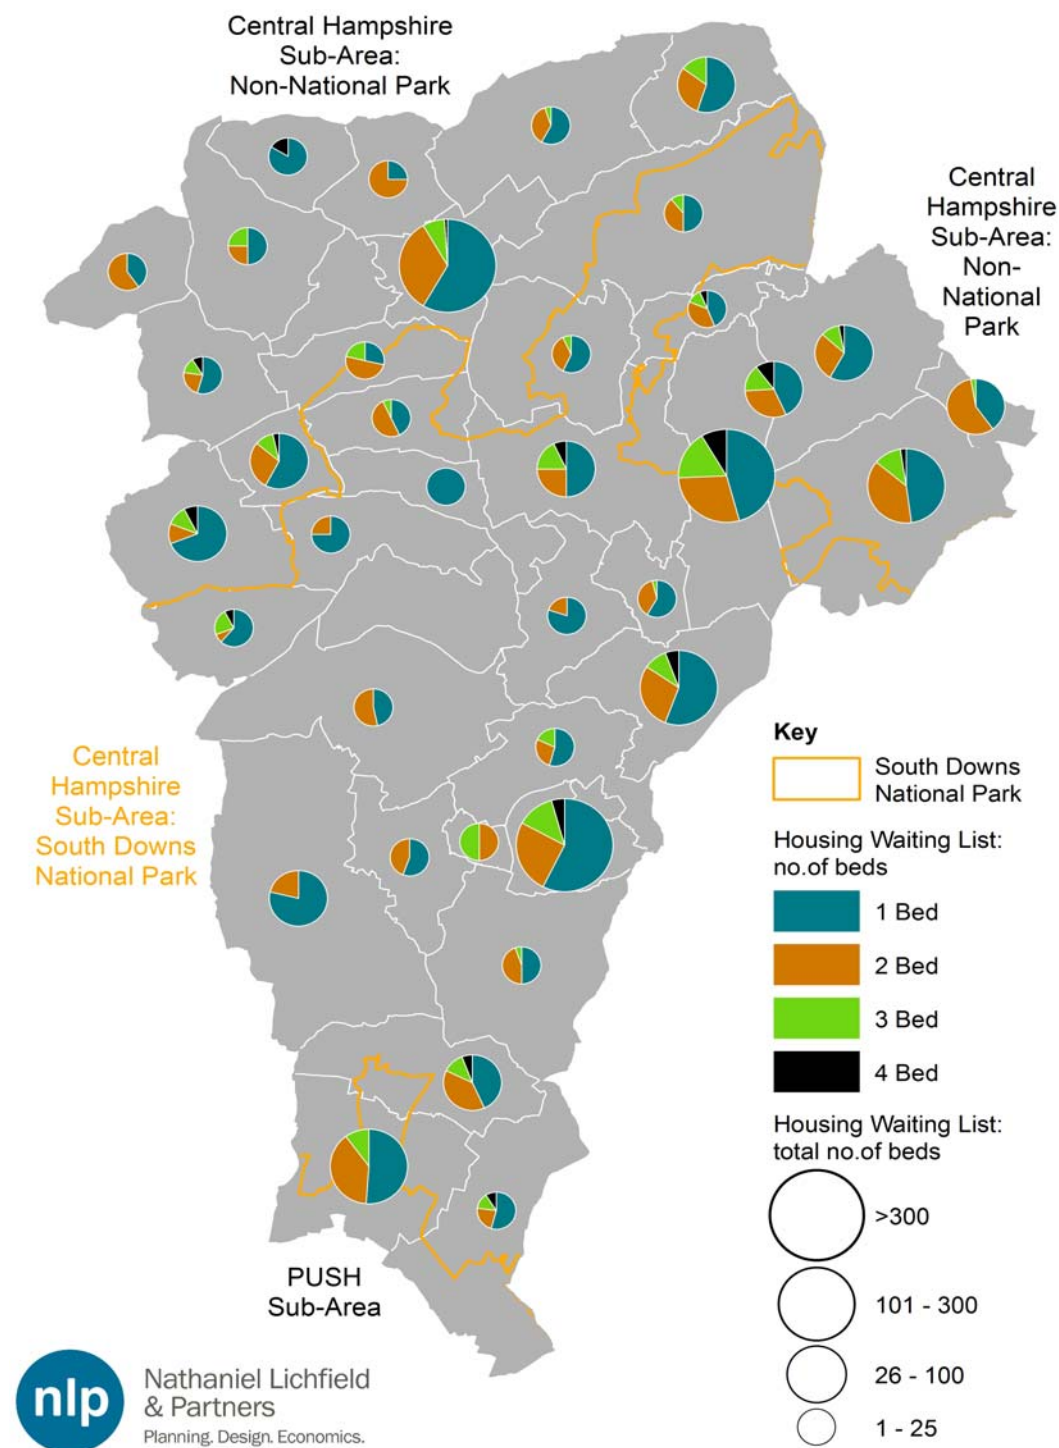 Central Hampshire
Sub-Area:
Non-National Park
Central
Hampshire
Sub-Area:
Non-
National
Park
Central
Hampshire
Sub-Area:
South Downs
National Park
Key
South Downs
National Park
Housing Waiting List:
no.of beds
1 Bed
2 Bed
3 Bed
4 Bed
Housing Waiting List:
total no.of beds
>300
101 - 300
26 - 100
1 - 25
PUSH
Sub-Area
nlp
Nathaniel Lichfield
& Partners
Planning. Design. Economics.